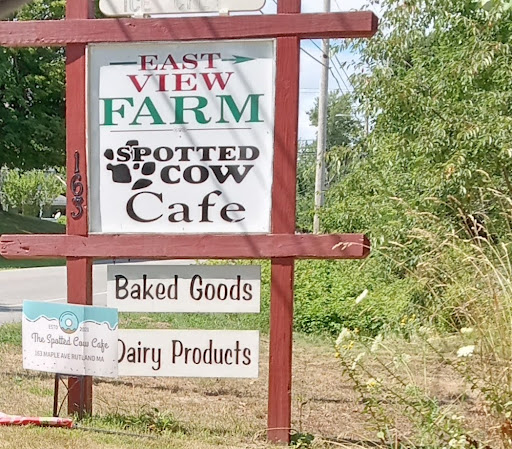 EAST
VIEW
FARM
SPOTTED
COW
Cafe
163
Baked Goods
Dairy Products
The Spotted Cow Cafe
163 MAPLE AVE RUTLAND MA